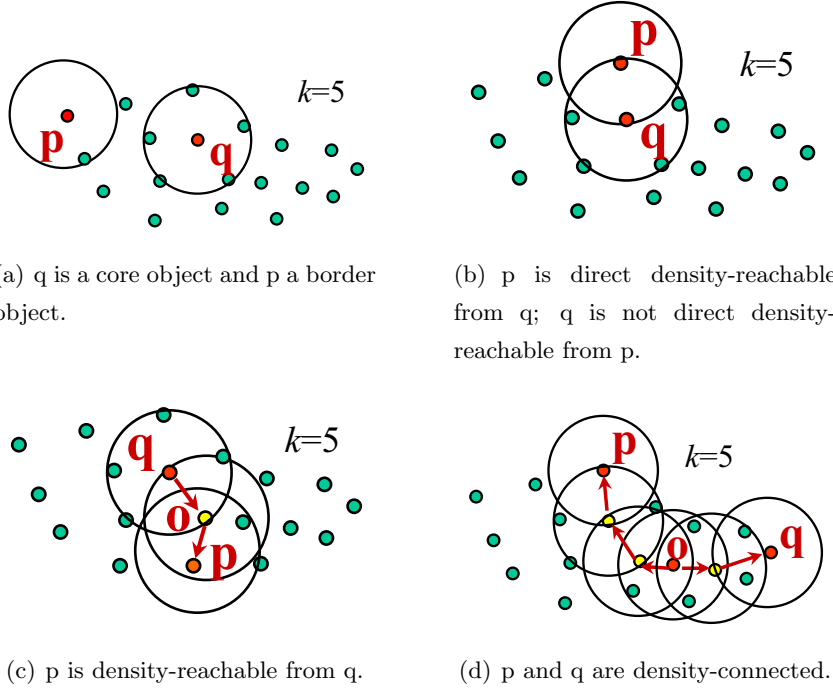 p
q
k=5
p
q
k=5
(a) q is a core object and p a border
object.
(b) p is direct density-reachable
from q; q is not direct density-
reachable from p.
q
o
p
k=5
p
k=5
o
q
(c) p is density-reachable from q.
(d) p and q are density-connected.